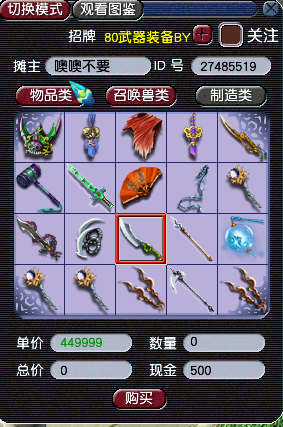 切换模式 观看图鉴
招牌 80武器装备BY + 关注
摊主 噢噢不要 ID号 27485519
物品类 召唤兽类 制造类
单价 449999 数量 0
总价 0 现金 500
购买